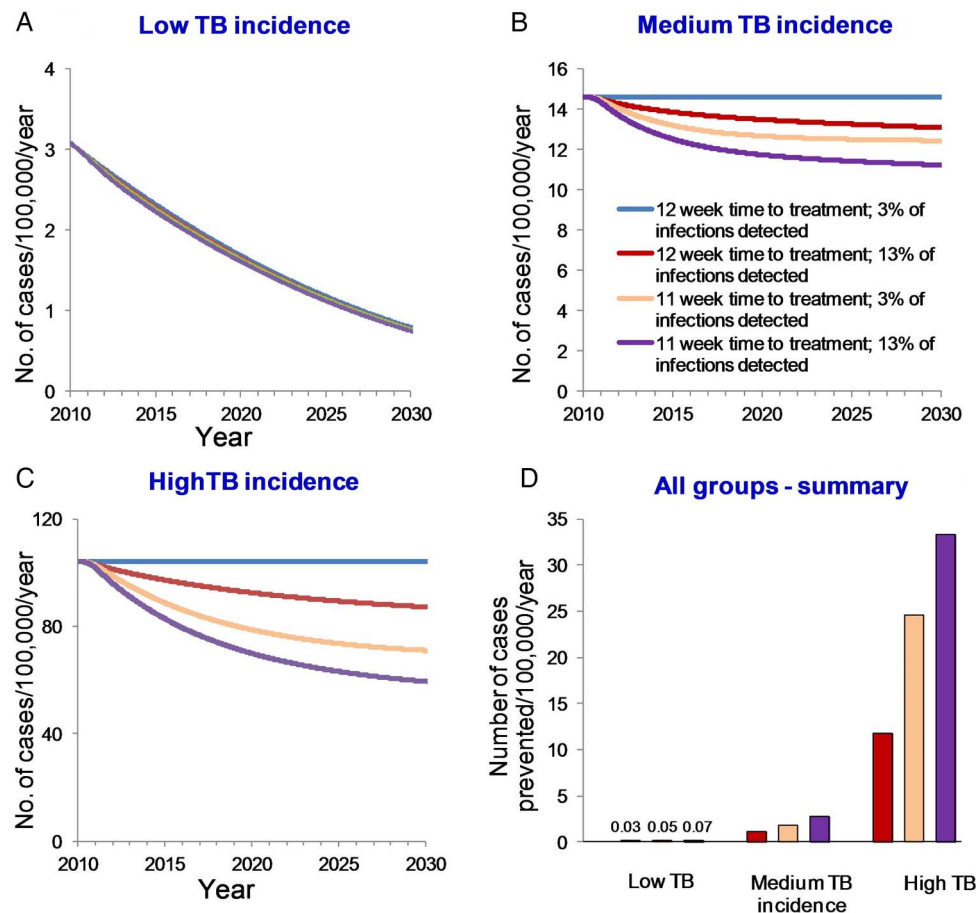 A
Low TB incidence
No. of cases/100,000/year
4
3
2
1
0
2010 2015 2020 2025 2030
Year
B
Medium TB incidence
No. of cases/100,000/year
16
14
12
10
8
6
4
2
0
12 week time to treatment; 3% of
infections detected
12 week time to treatment; 13% of
infections detected
11 week time to treatment; 3% of
infections detected
11 week time to treatment; 13% of
infections detected
2010 2015 2020 2025 2030
C
HighTB incidence
No. of cases/100,000/year
120
80
40
0
2010 2015 2020 2025 2030
Year
D
All groups - summary
Number of cases
prevented/100,000/year
35
30
25
20
15
10
5
0
0.03 0.05 0.07
Low TB
Medium TB
incidence
High TB